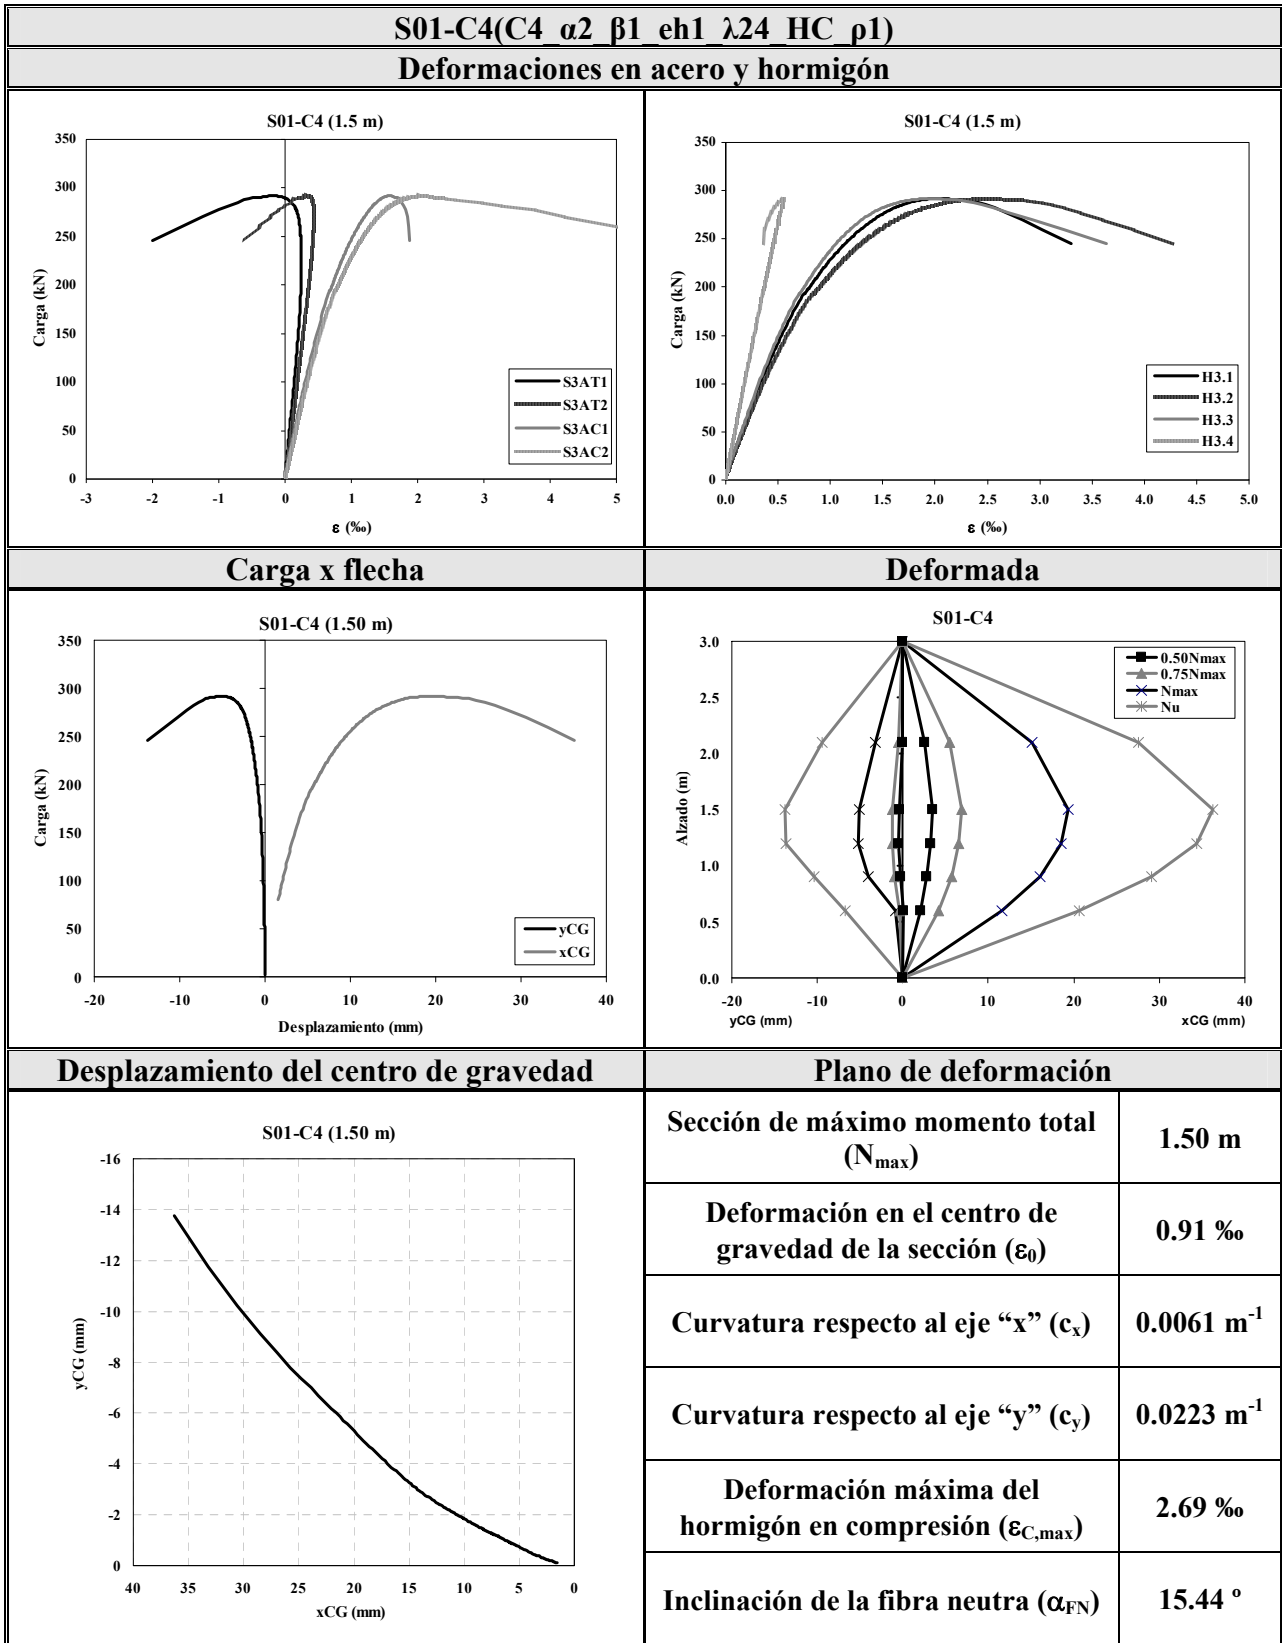 S01-C4(C4_α2_β1_eh1_λ24_HC_ρ1)
Deformaciones en acero y hormigón
S01-C4 (1.5 m)
350
300
250
200
150
100
50
0
Carga (kN)
-3 -2 -1 0 1 2 3 4 5
ε (‰)
S3AT1
S3AT2
S3AC1
S3AC2
S01-C4 (1.5 m)
350
300
250
200
150
100
50
0
Carga (kN)
0.0 0.5 1.0 1.5 2.0 2.5 3.0 3.5 4.0 4.5 5.0
ε (‰)
H3.1
H3.2
H3.3
H3.4
Carga x flecha
S01-C4 (1.50 m)
350
300
250
200
150
100
50
0
Carga (kN)
-20 -10 0 10 20 30 40
Desplazamiento (mm)
yCG
xCG
Deformada
S01-C4
3.0
2.5
2.0
1.5
1.0
0.5
0.0
Alzado (m)
-20 -10 0 10 20 30 40
yCG (mm) xCG (mm)
0.50Nmax
0.75Nmax
Nmax
Nu
Desplazamiento del centro de gravedad
S01-C4 (1.50 m)
-16
-14
-12
-10
-8
-6
-4
-2
0
yCG (mm)
40 35 30 25 20 15 10 5 0
xCG (mm)
Plano de deformación
Sección de máximo momento total
(Nmax)
1.50 m
Deformación en el centro de
gravedad de la sección (ε0)
0.91 ‰
Curvatura respecto al eje “x” (cx)
0.0061 m-1
Curvatura respecto al eje “y” (cy)
0.0223 m-1
Deformación máxima del
hormigón en compresión (εC,max)
2.69 ‰
Inclinación de la fibra neutra (αFN)
15.44 º